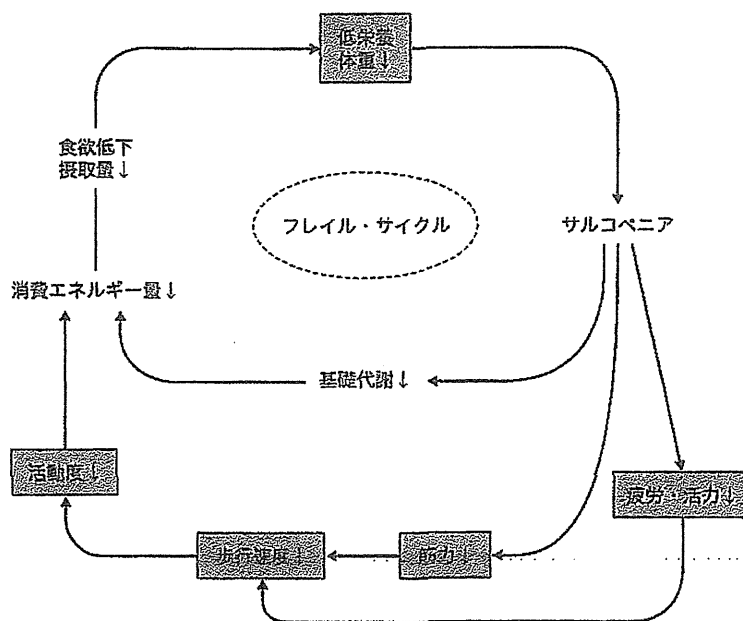 低栄養
体重↓
食欲低下
摂取量↓
フレイル・サイクル
サルコペニア
消費エネルギー量↓
基礎代謝↓
活動度↓
疲労・活力↓
歩行速度↓
筋力↓